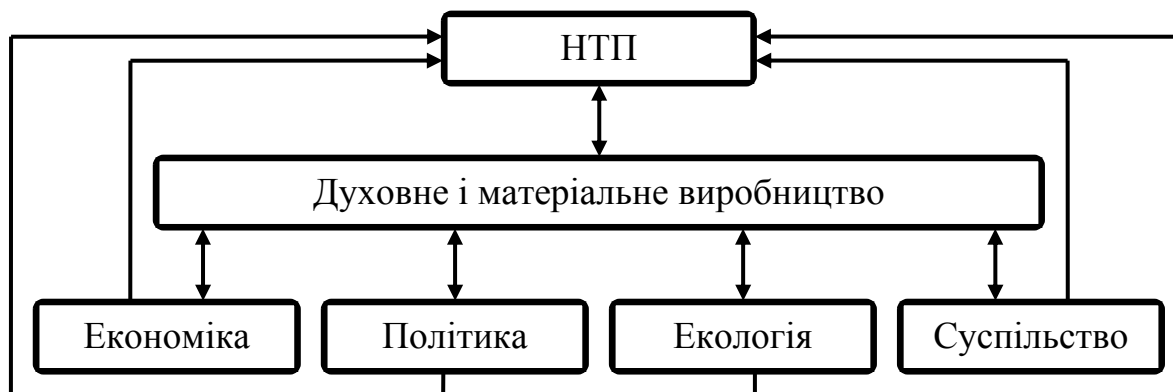 НТП
Духовне і матеріальне виробництво
Економіка
Політика
Екологія
Суспільство